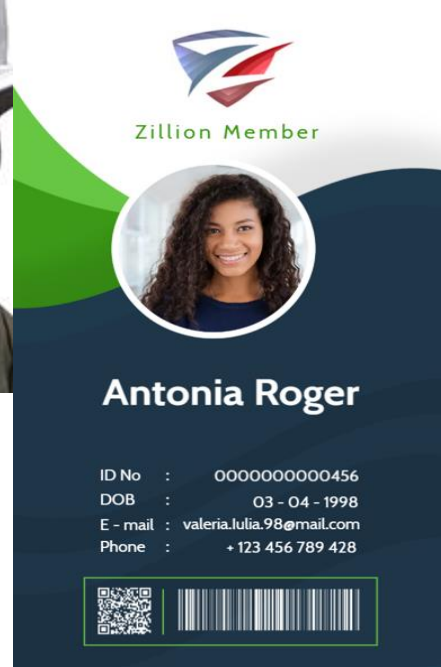 Zillion Member
Antonia Roger
ID No : 0000000000456
DOB : 03 - 04 - 1998
E - mail : valeria.lulia.98@mail.com
Phone : + 123 456 789 428